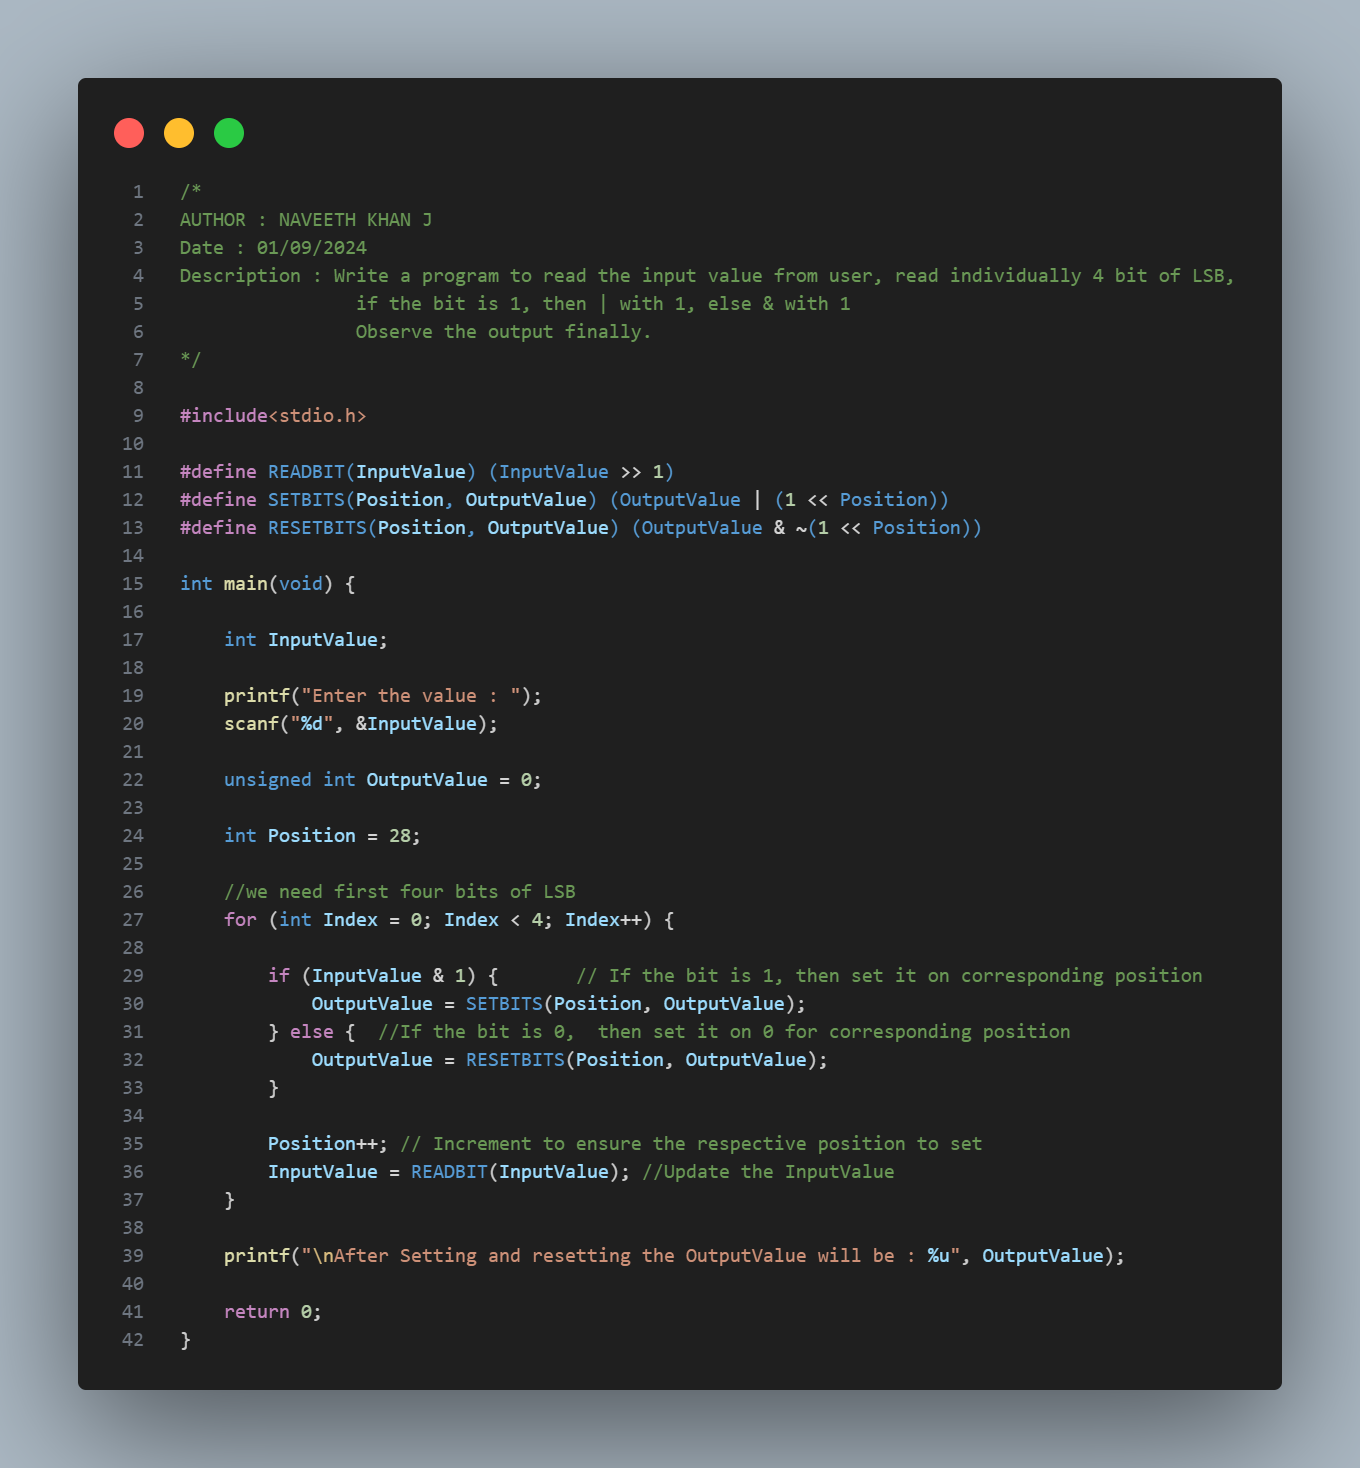 1 /*
2 AUTHOR : NAVEETH KHAN J
3 Date : 01/09/2024
4 Description : Write a program to read the input value from user, read individually 4 bit of LSB,
5                 if the bit is 1, then | with 1, else & with 1
6                 Observe the output finally.
7 */
8
9 #include<stdio.h>
10
11 #define READBIT(InputValue) (InputValue >> 1)
12 #define SETBITS(Position, OutputValue) (OutputValue | (1 << Position))
13 #define RESETBITS(Position, OutputValue) (OutputValue & ~(1 << Position))
14
15 int main(void) {
16
17     int InputValue;
18
19     printf("Enter the value : ");
20     scanf("%d", &InputValue);
21
22     unsigned int OutputValue = 0;
23
24     int Position = 28;
25
26     //we need first four bits of LSB
27     for (int Index = 0; Index < 4; Index++) {
28
29         if (InputValue & 1) {       // If the bit is 1, then set it on corresponding position
30             OutputValue = SETBITS(Position, OutputValue);
31         } else {  //If the bit is 0,  then set it on 0 for corresponding position
32             OutputValue = RESETBITS(Position, OutputValue);
33         }
34
35         Position++; // Increment to ensure the respective position to set
36         InputValue = READBIT(InputValue); //Update the InputValue
37     }
38
39     printf("\nAfter Setting and resetting the OutputValue will be : %u", OutputValue);
40
41     return 0;
42 }